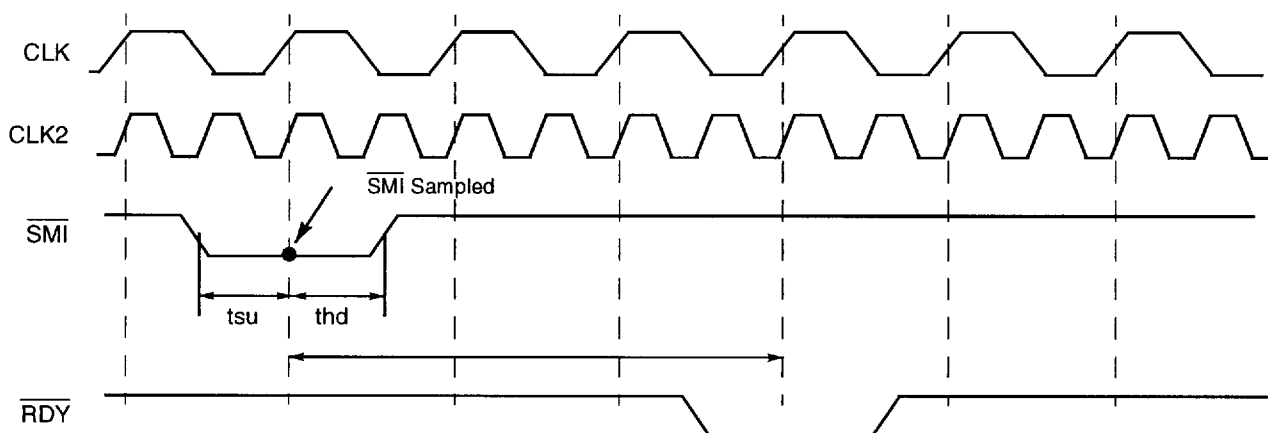 CLK
CLK2
SMI Sampled
SMI
tsu
thd
RDY